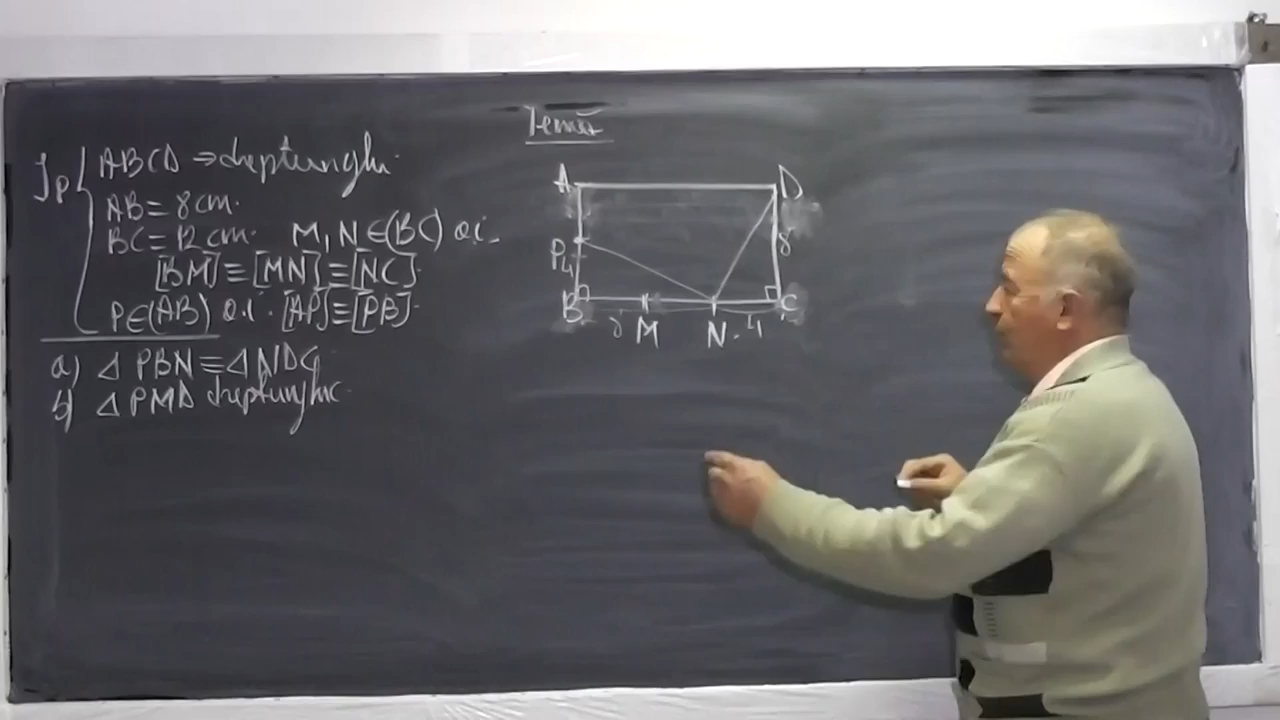 Temă
Ip { ABCD → dreptunghi.
AB = 8 cm.
BC = 12 cm. M, N ∈ (BC) a.i.
[BM] ≡ [MN] ≡ [NC].
P ∈ (AB) a.i. [AP] ≡ [PB].
a) Δ PBN ≡ Δ NDC
b) Δ PMD dreptunghic
A D
P 4 8
B C
8 M N 4